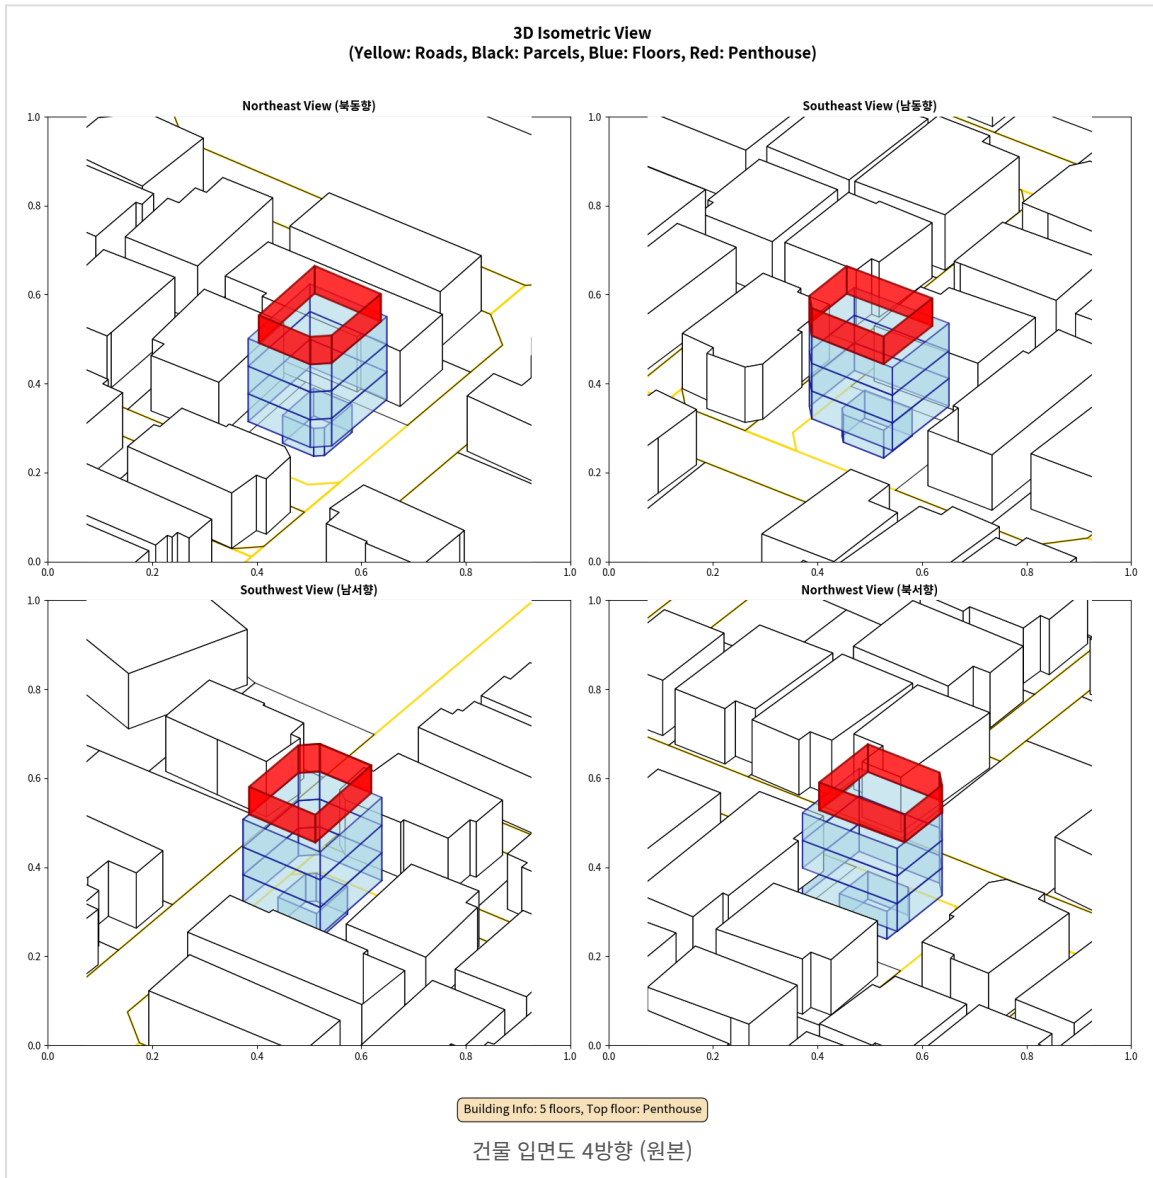 3D Isometric View
(Yellow: Roads, Black: Parcels, Blue: Floors, Red: Penthouse)
Northeast View (북동향)
1.0
0.8
0.6
0.4
0.2
0.0
0.0 0.2 0.4 0.6 0.8 1.0
Southeast View (남동향)
1.0
0.8
0.6
0.4
0.2
0.0
0.0 0.2 0.4 0.6 0.8 1.0
Southwest View (남서향)
1.0
0.8
0.6
0.4
0.2
0.0
0.0 0.2 0.4 0.6 0.8 1.0
Northwest View (북서향)
1.0
0.8
0.6
0.4
0.2
0.0
0.0 0.2 0.4 0.6 0.8 1.0
Building Info: 5 floors, Top floor: Penthouse
건물 입면도 4방향 (원본)